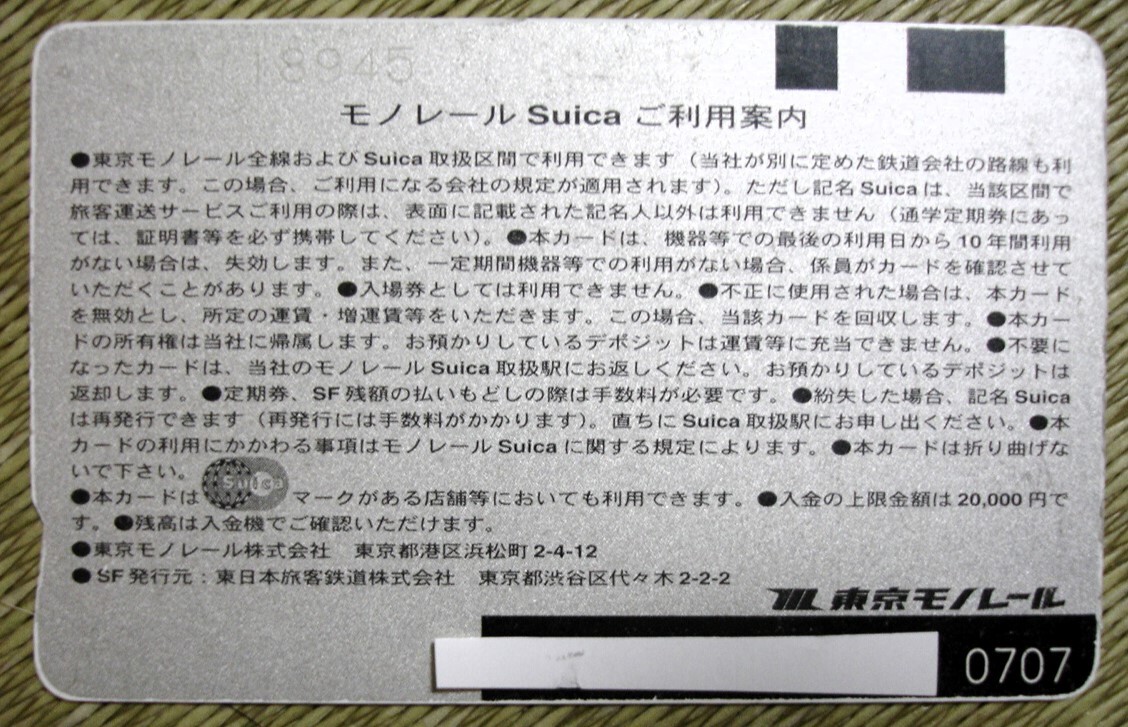 18945
モノレール Suica ご利用案内
●東京モノレール全線およびSuica取扱区間で利用できます（当社が別に定めた鉄道会社の路線も利
用できます。この場合、ご利用になる会社の規定が適用されます）。ただし記名Suicaは、当該区間で
旅客運送サービスご利用の際は、表面に記載された記名人以外は利用できません（通学定期券にあっ
ては、証明書等を必ず携帯してください）。●本カードは、機器等での最後の利用日から10年間利用
がない場合は、失効します。また、一定期間機器等での利用がない場合、係員がカードを確認させて
いただくことがあります。●入場券としては利用できません。●不正に使用された場合は、本カード
を無効とし、所定の運賃・増運賃等をいただきます。この場合、当該カードを回収します。●本カー
ドの所有権は当社に帰属します。お預かりしているデポジットは運賃等に充当できません。●不要に
なったカードは、当社のモノレールSuica取扱駅にお返しください。お預かりしているデポジットは
返却します。●定期券、SF残額の払いもどしの際は手数料が必要です。●紛失した場合、記名Suica
は再発行できます（再発行には手数料がかかります）。直ちにSuica取扱駅にお申し出ください。●本
カードの利用にかかわる事項はモノレールSuicaに関する規定によります。●本カードは折り曲げな
いで下さい。
●本カードは Suica マークがある店舗等においても利用できます。●入金の上限金額は20,000円で
す。●残高は入金機でご確認いただけます。
●東京モノレール株式会社　東京都港区浜松町2-4-12
●SF発行元：東日本旅客鉄道株式会社　東京都渋谷区代々木2-2-2
東京モノレール
0707